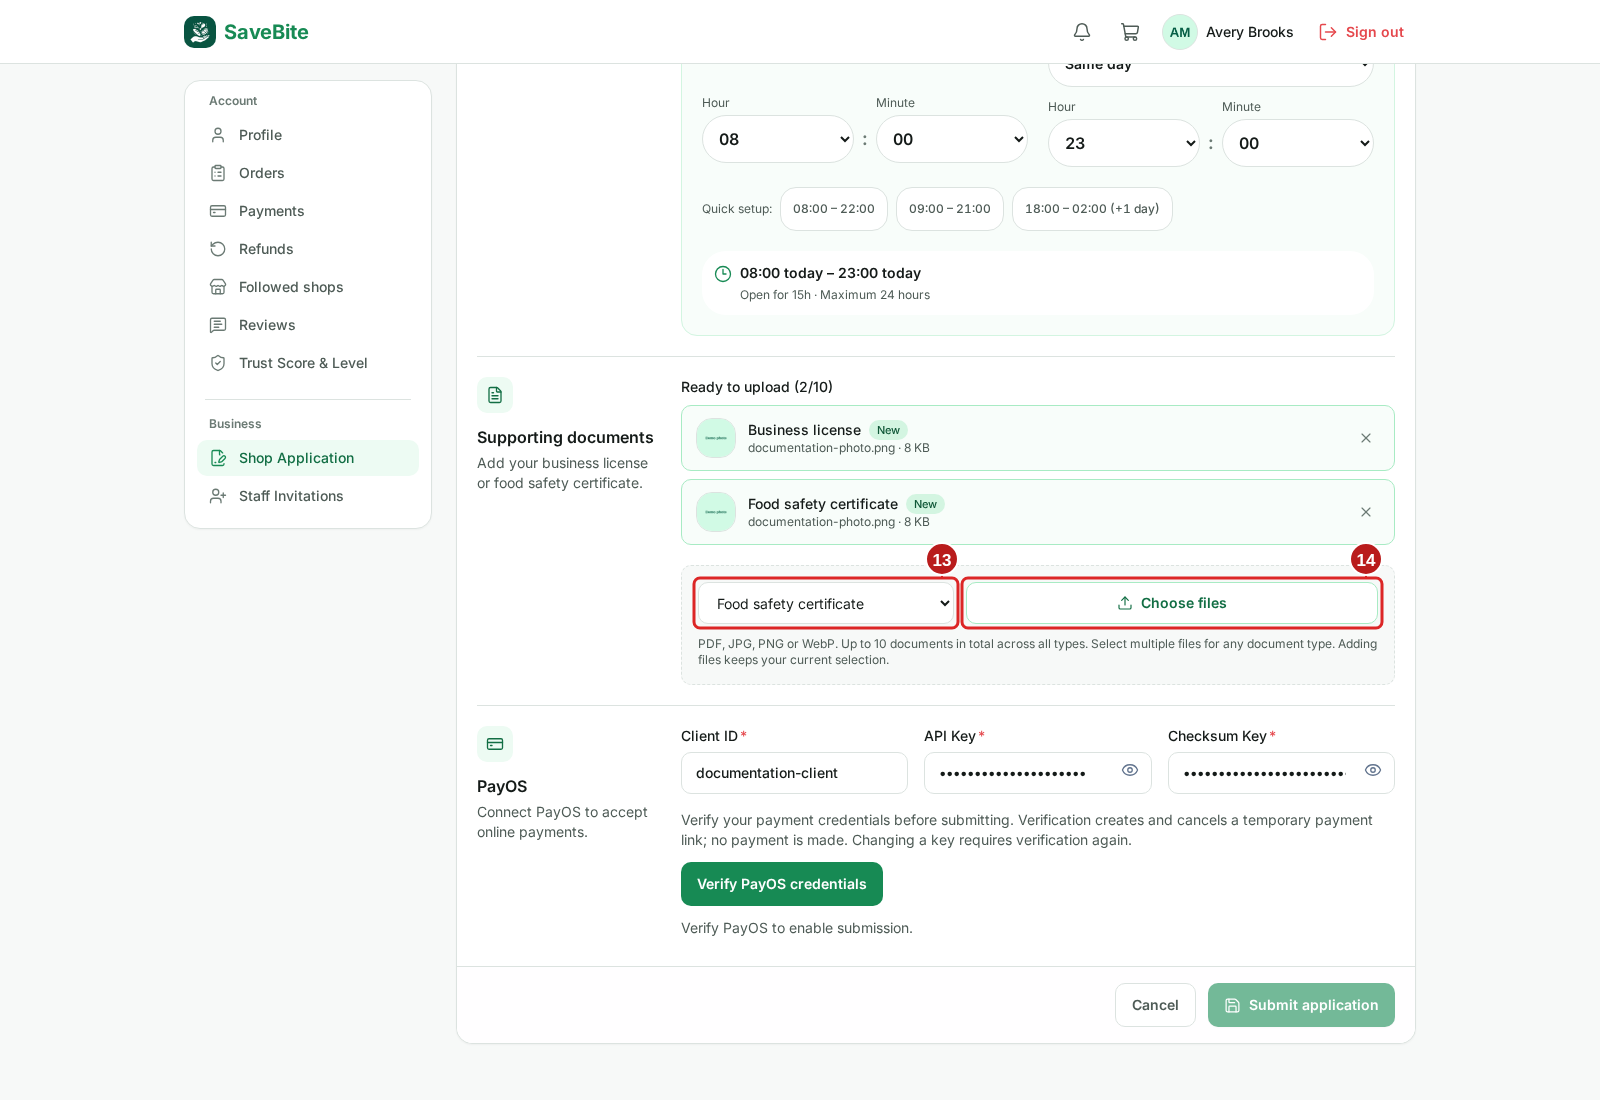 SaveBite
AM
Avery Brooks
Sign out
Account
Profile
Orders
Payments
Refunds
Followed shops
Reviews
Trust Score & Level
Business
Shop Application
Staff Invitations
Same day
Hour
Minute
Hour
Minute
08
:
00
23
:
00
Quick setup:
08:00 – 22:00
09:00 – 21:00
18:00 – 02:00 (+1 day)
08:00 today – 23:00 today
Open for 15h · Maximum 24 hours
Supporting documents
Add your business license
or food safety certificate.
Ready to upload (2/10)
Business license
New
documentation-photo.png · 8 KB
Food safety certificate
New
documentation-photo.png · 8 KB
13
14
Food safety certificate
Choose files
PDF, JPG, PNG or WebP. Up to 10 documents in total across all types. Select multiple files for any document type. Adding
files keeps your current selection.
PayOS
Connect PayOS to accept
online payments.
Client ID *
API Key *
Checksum Key *
documentation-client
Verify your payment credentials before submitting. Verification creates and cancels a temporary payment
link; no payment is made. Changing a key requires verification again.
Verify PayOS credentials
Verify PayOS to enable submission.
Cancel
Submit application